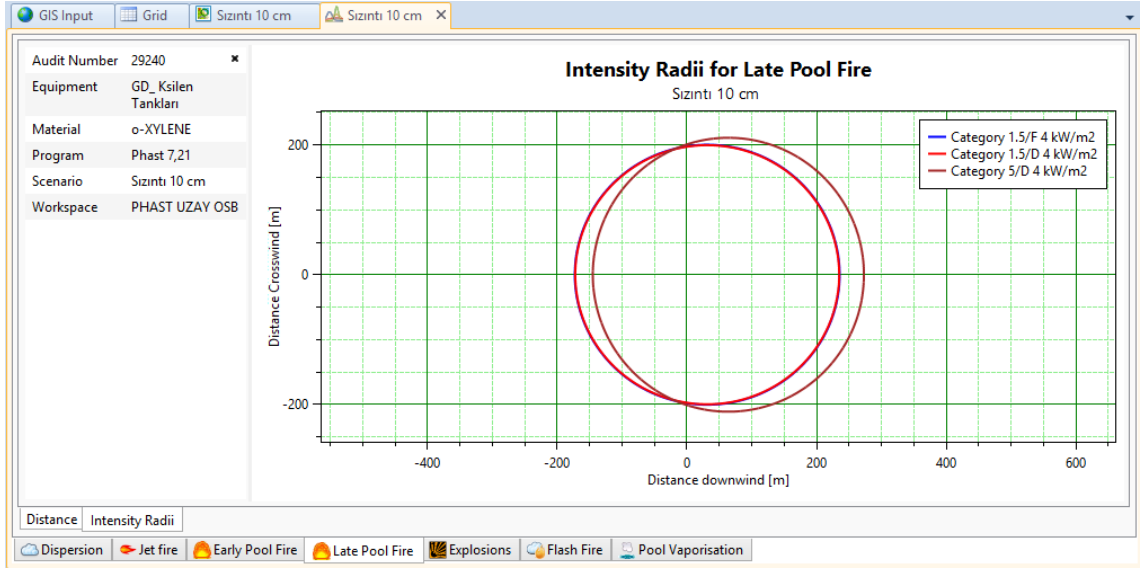 GIS Input
Grid
Sızıntı 10 cm
Sızıntı 10 cm
Audit Number 29240
Equipment GD_ Ksilen
Tankları
Material o-XYLENE
Program Phast 7,21
Scenario Sızıntı 10 cm
Workspace PHAST UZAY OSB
Intensity Radii for Late Pool Fire
Sızıntı 10 cm
Category 1.5/F 4 kW/m2
Category 1.5/D 4 kW/m2
Category 5/D 4 kW/m2
Distance Crosswind [m]
200
0
-200
-400 -200 0 200 400 600
Distance downwind [m]
Distance Intensity Radii
Dispersion Jet fire Early Pool Fire Late Pool Fire Explosions Flash Fire Pool Vaporisation